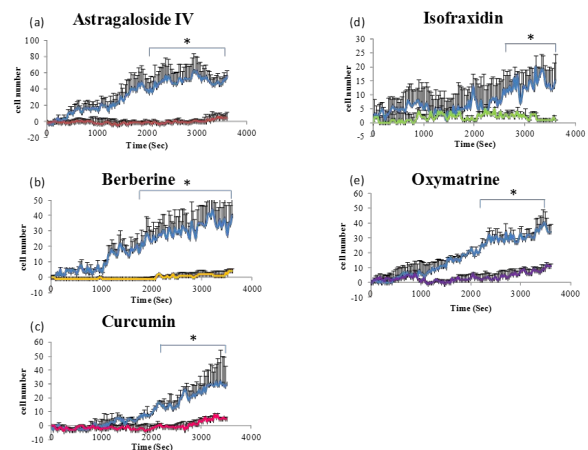 (a) Astragaloside IV
*
cell number
100
80
60
40
20
0
-20
0 1000 2000 3000 4000
Time (Sec)
(b) Berberine
*
cell number
50
40
30
20
10
0
-10
0 1000 2000 3000 4000
Time (Sec)
(c) Curcumin
*
cell number
60
50
40
30
20
10
0
-10
0 1000 2000 3000 4000
Time (Sec)
(d) Isofraxidin
*
cell number
30
25
20
15
10
5
0
-5
0 1000 2000 3000 4000
Time (Sec)
(e) Oxymatrine
*
cell number
50
40
30
20
10
0
-10
0 1000 2000 3000 4000
Time (Sec)